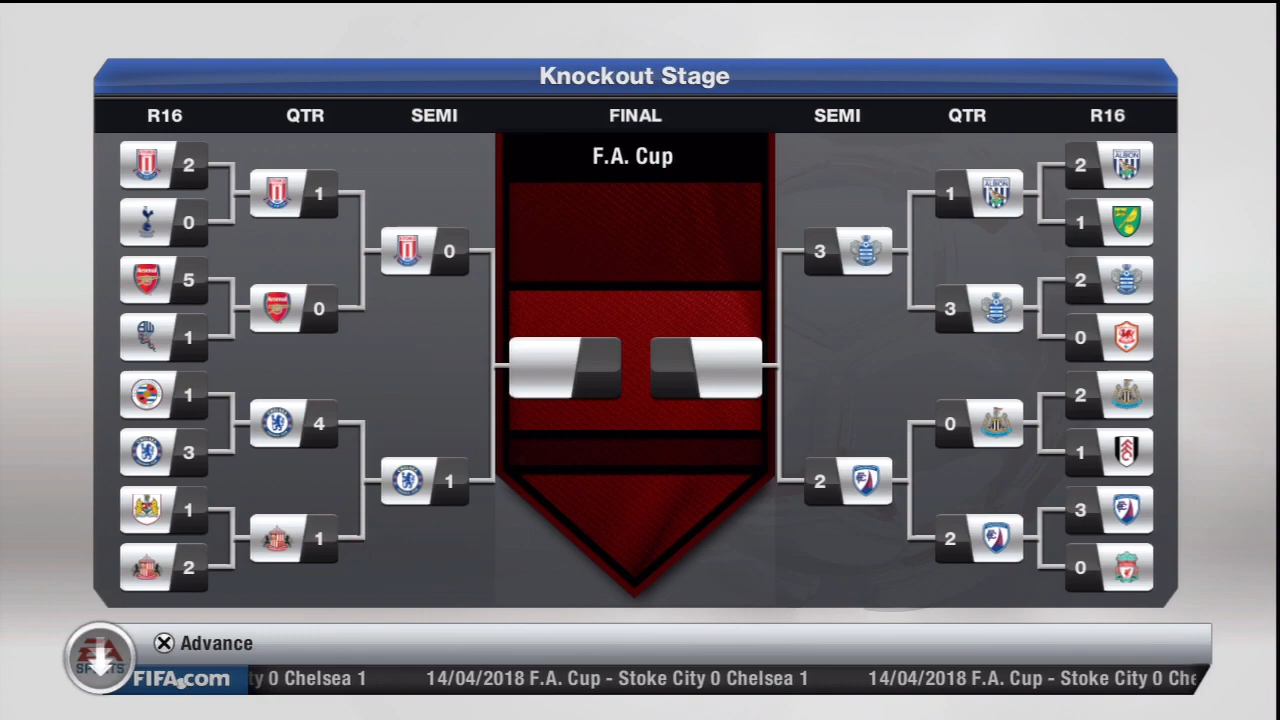 Knockout Stage
R16 QTR SEMI FINAL SEMI QTR R16
F.A. Cup
2 2
1 1
0 1
0 3
5 2
0 3
1 0
1 2
4 0
3 1
1 2
1 3
1 2
2 0
Advance
EA SPORTS
FIFA.com ty 0 Chelsea 1 14/04/2018 F.A. Cup - Stoke City 0 Chelsea 1 14/04/2018 F.A. Cup - Stoke City 0 Che